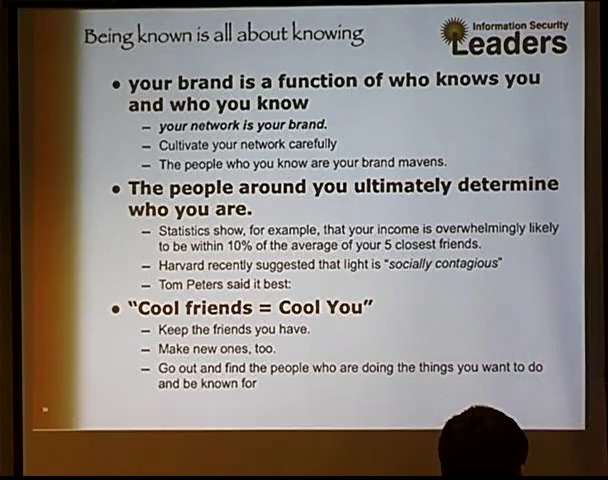 Being known is all about knowing
Information Security
Leaders
• your brand is a function of who knows you
and who you know
– your network is your brand.
– Cultivate your network carefully
– The people who you know are your brand mavens.
• The people around you ultimately determine
who you are.
– Statistics show, for example, that your income is overwhelmingly likely
to be within 10% of the average of your 5 closest friends.
– Harvard recently suggested that light is "socially contagious"
– Tom Peters said it best:
• "Cool friends = Cool You"
– Keep the friends you have.
– Make new ones, too.
– Go out and find the people who are doing the things you want to do
and be known for